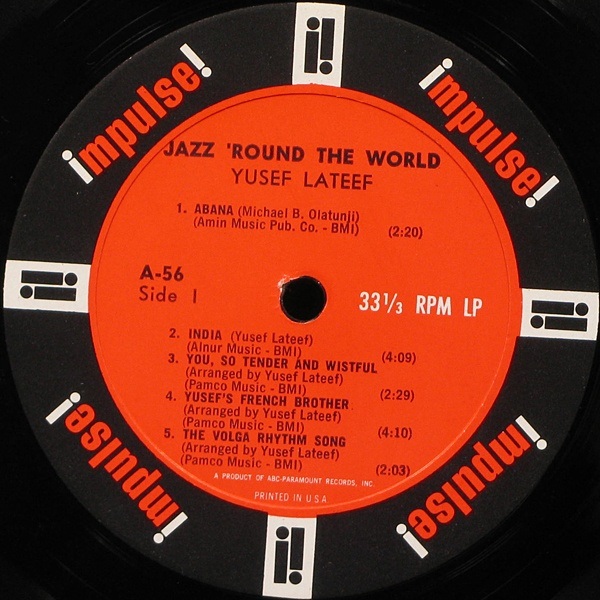 impulse!
impulse!
JAZZ 'ROUND THE WORLD
YUSEF LATEEF
1. ABANA (Michael B. Olatunji)
(Amin Music Pub. Co. - BMI) (2:20)
A-56
Side 1
33 1/3 RPM LP
2. INDIA (Yusef Lateef)
(Alnur Music - BMI) (4:09)
3. YOU, SO TENDER AND WISTFUL
(Arranged by Yusef Lateef)
(Pamco Music - BMI) (2:29)
4. YUSEF'S FRENCH BROTHER
(Arranged by Yusef Lateef)
(Pamco Music - BMI) (4:10)
5. THE VOLGA RHYTHM SONG
(Arranged by Yusef Lateef)
(Pamco Music - BMI) (2:03)
A PRODUCT OF ABC-PARAMOUNT RECORDS, INC.
PRINTED IN U.S.A.
impulse!
impulse!